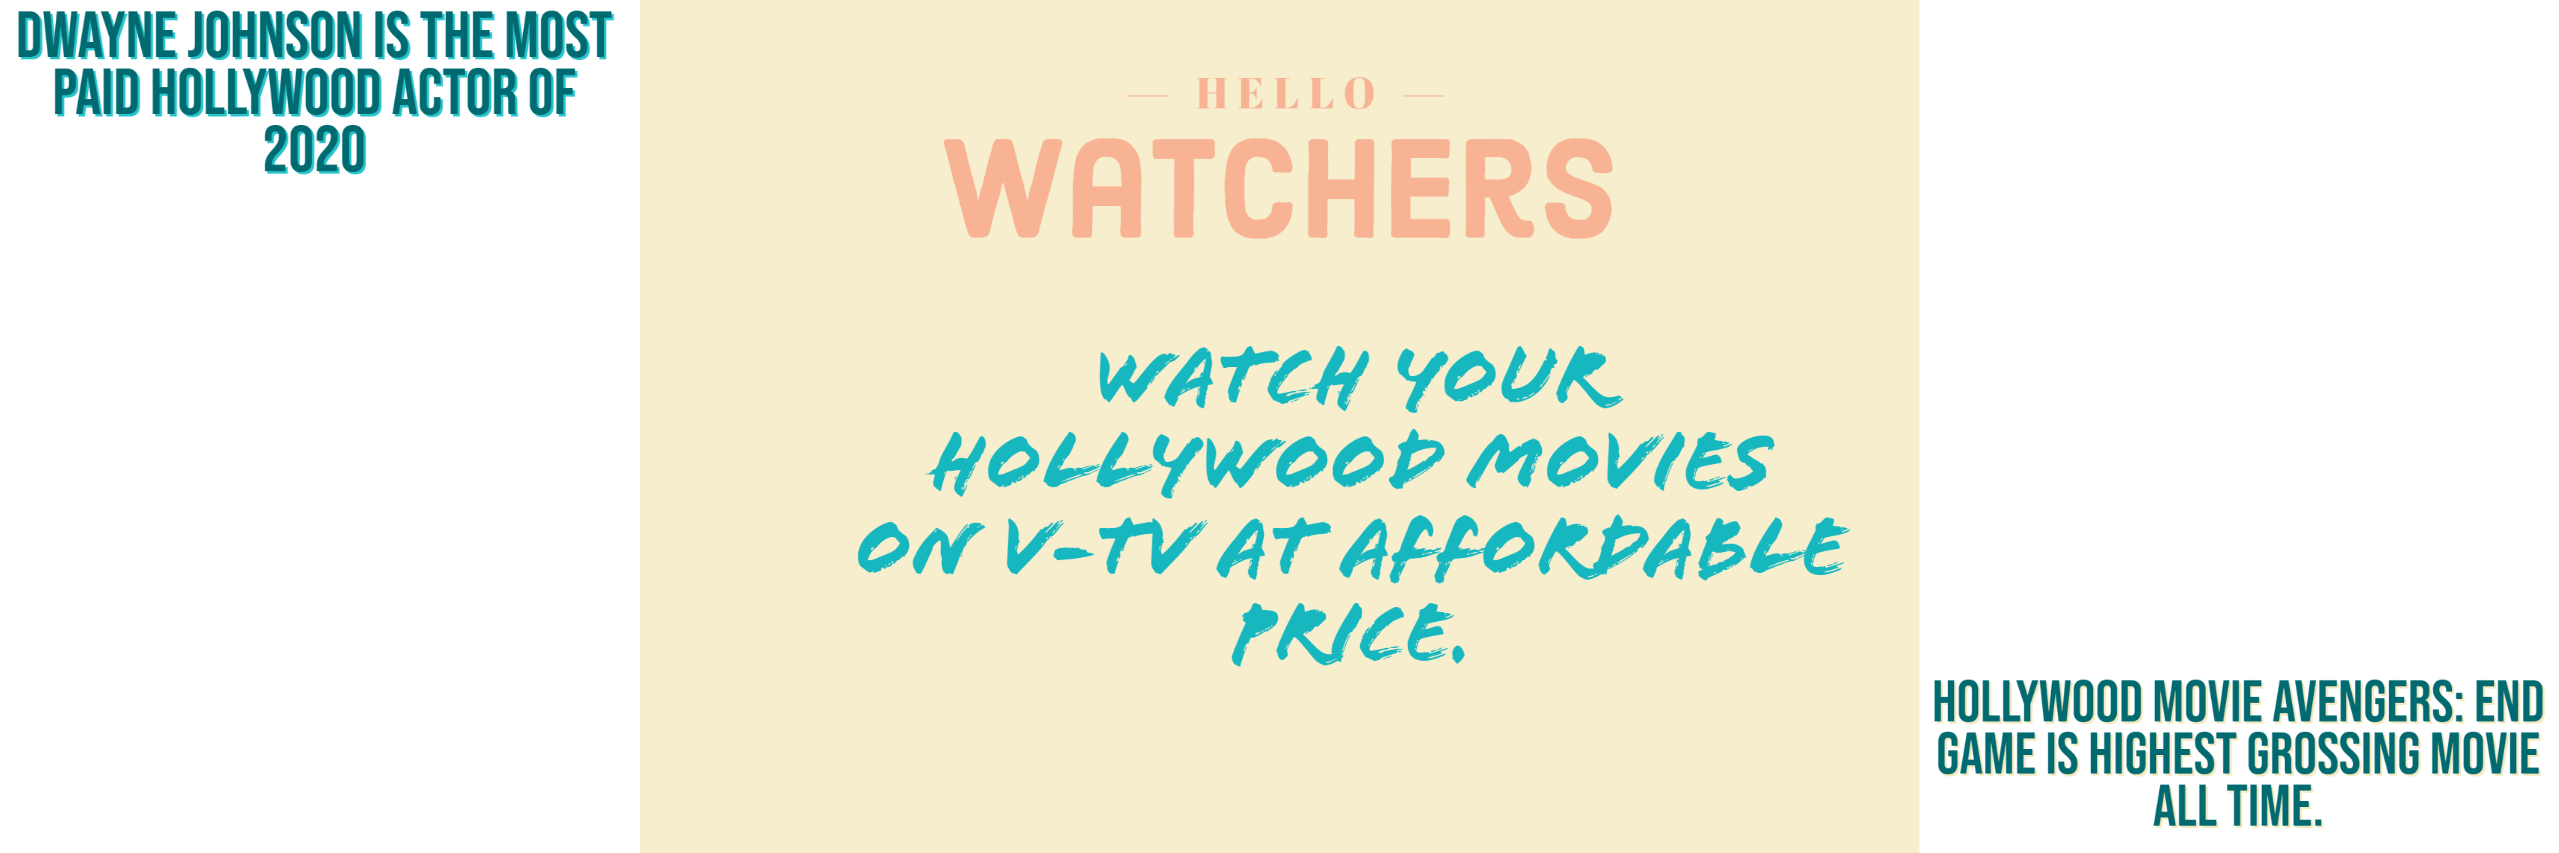 DWAYNE JOHNSON IS THE MOST
PAID HOLLYWOOD ACTOR OF
2020
HELLO
WATCHERS
WATCH YOUR
HOLLYWOOD MOVIES
ON V-TV AT AFFORDABLE
PRICE.
HOLLYWOOD MOVIE AVENGERS: END
GAME IS HIGHEST GROSSING MOVIE
ALL TIME.